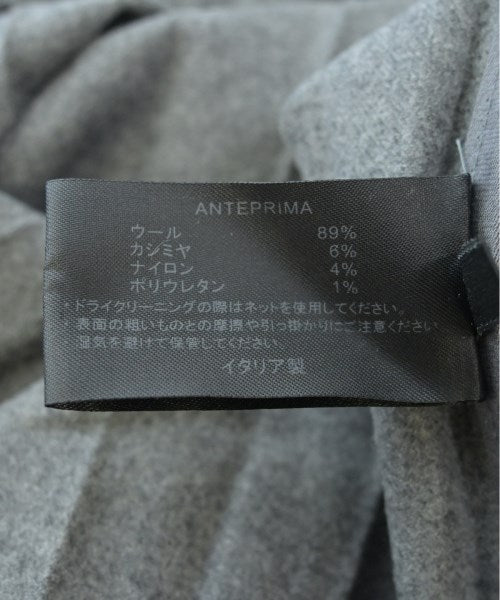 ANTEPRIMA
ウール 89%
カシミヤ 6%
ナイロン 4%
ポリウレタン 1%
・ドライクリーニングの際はネットを使用してください。
・表面の粗いものとの摩擦や引っ掛かりにご注意ください
湿気を避けて保管してください。
イタリア製